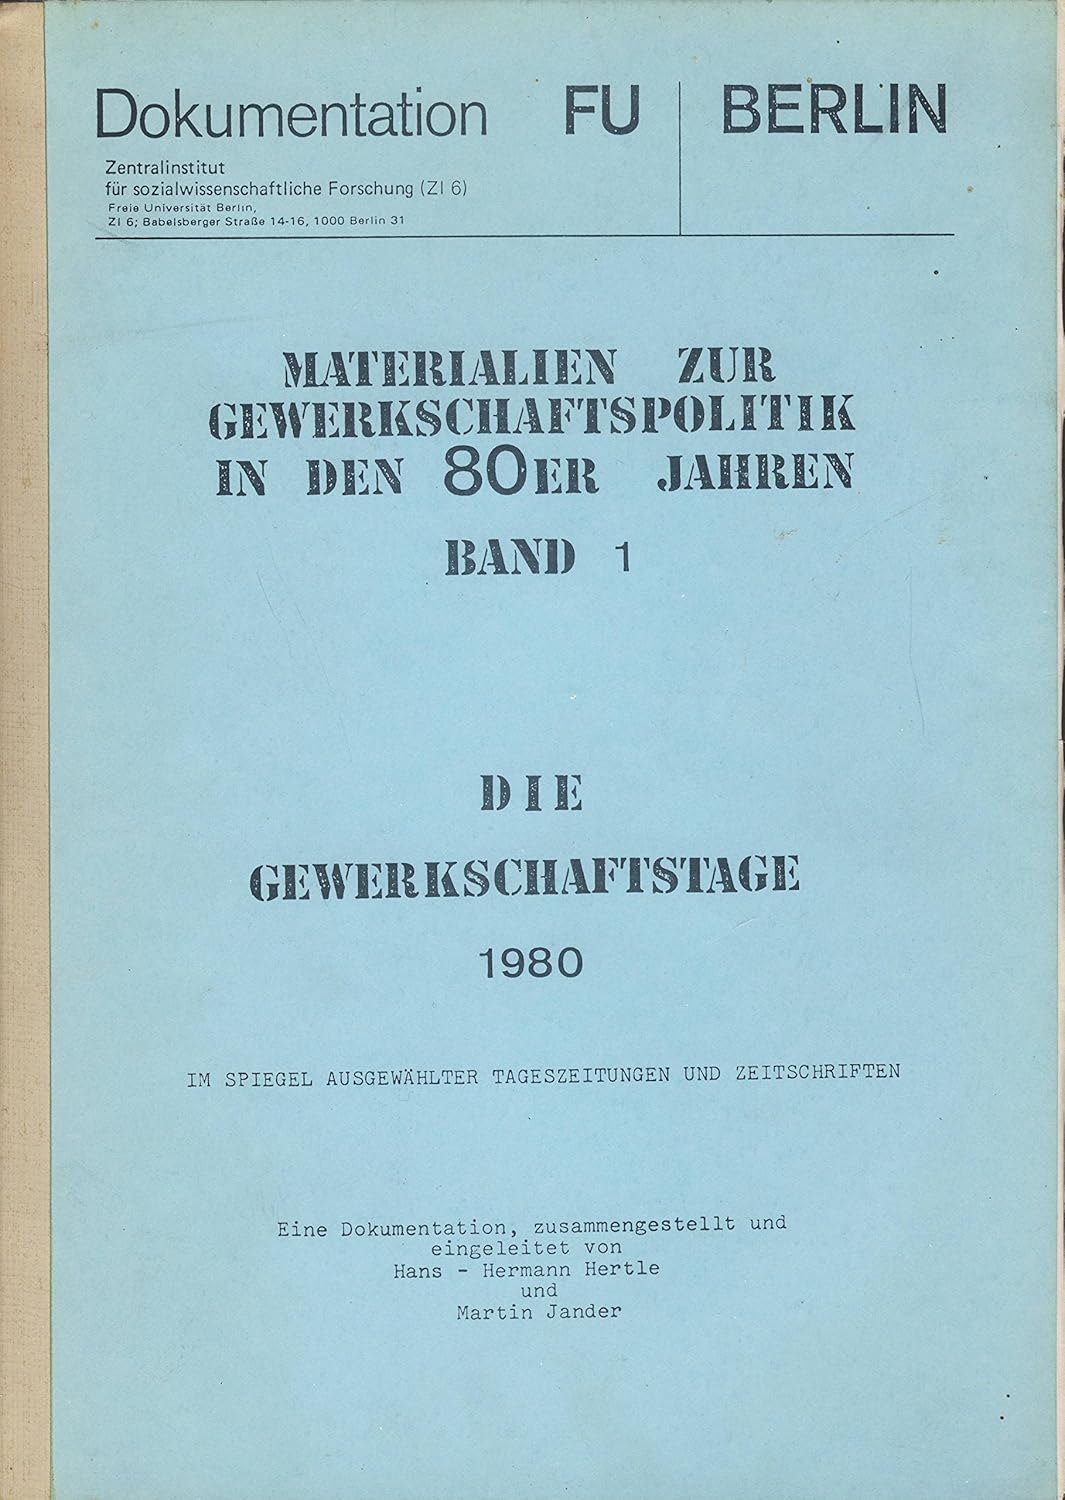 Dokumentation FU BERLIN
Zentralinstitut
für sozialwissenschaftliche Forschung (ZI 6)
Freie Universität Berlin,
ZI 6; Babelsberger Straße 14-16, 1000 Berlin 31
MATERIALIEN ZUR
GEWERKSCHAFTSPOLITIK
IN DEN 80ER JAHREN
BAND 1
DIE
GEWERKSCHAFTSTAGE
1980
IM SPIEGEL AUSGEWÄHLTER TAGESZEITUNGEN UND ZEITSCHRIFTEN
Eine Dokumentation, zusammengestellt und
eingeleitet von
Hans - Hermann Hertle
und
Martin Jander